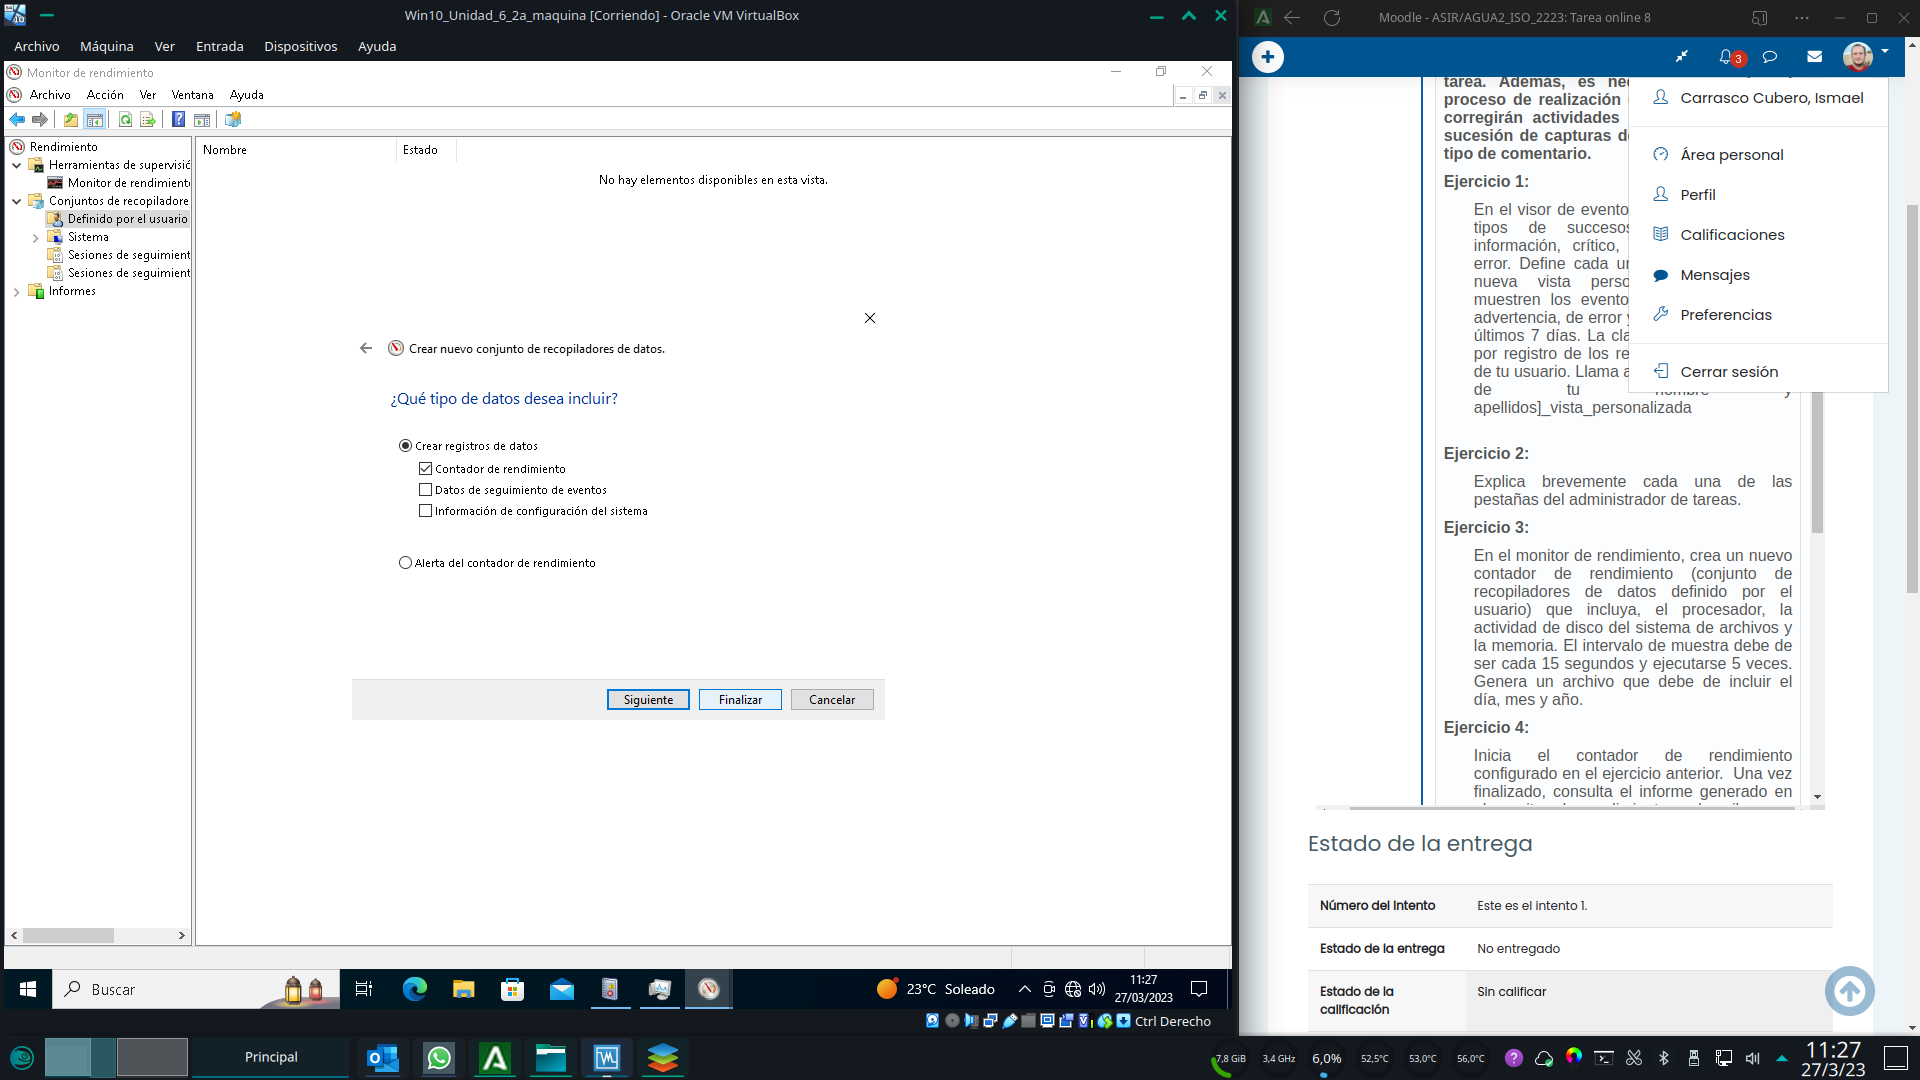 Win10_Unidad_6_2a_maquina [Corriendo] - Oracle VM VirtualBox
Archivo Máquina Ver Entrada Dispositivos Ayuda
Monitor de rendimiento
Archivo Acción Ver Ventana Ayuda
Rendimiento
Herramientas de supervisió
Monitor de rendimiento
Conjuntos de recopiladore
Definido por el usuario
Sistema
Sesiones de seguimient
Sesiones de seguimient
Informes
Nombre Estado
No hay elementos disponibles en esta vista.
Crear nuevo conjunto de recopiladores de datos.
¿Qué tipo de datos desea incluir?
Crear registros de datos
Contador de rendimiento
Datos de seguimiento de eventos
Información de configuración del sistema
Alerta del contador de rendimiento
Siguiente Finalizar Cancelar
Buscar
23°C Soleado
11:27
27/03/2023
Ctrl Derecho
Moodle - ASIR/AGUA2_ISO_2223: Tarea online 8
3
tarea. Además, es nec
proceso de realización
corregirán actividades
sucesión de capturas d
tipo de comentario.
Ejercicio 1:
En el visor de evento
tipos de succesos
información, crítico,
error. Define cada u
nueva vista perso
muestren los evento
advertencia, de error y
últimos 7 días. La cla
por registro de los re
de tu usuario. Llama a
de tu nombre y
apellidos]_vista_personalizada
Carrasco Cubero, Ismael
Área personal
Perfil
Calificaciones
Mensajes
Preferencias
Cerrar sesión
Ejercicio 2:
Explica brevemente cada una de las
pestañas del administrador de tareas.
Ejercicio 3:
En el monitor de rendimiento, crea un nuevo
contador de rendimiento (conjunto de
recopiladores de datos definido por el
usuario) que incluya, el procesador, la
actividad de disco del sistema de archivos y
la memoria. El intervalo de muestra debe de
ser cada 15 segundos y ejecutarse 5 veces.
Genera un archivo que debe de incluir el
día, mes y año.
Ejercicio 4:
Inicia el contador de rendimiento
configurado en el ejercicio anterior. Una vez
finalizado, consulta el informe generado en
Estado de la entrega
Número del intento Este es el intento 1.
Estado de la entrega No entregado
Estado de la calificación Sin calificar
Principal
7,8 GiB 3,4 GHz 6,0% 52,5°C 53,0°C 56,0°C
11:27
27/3/23